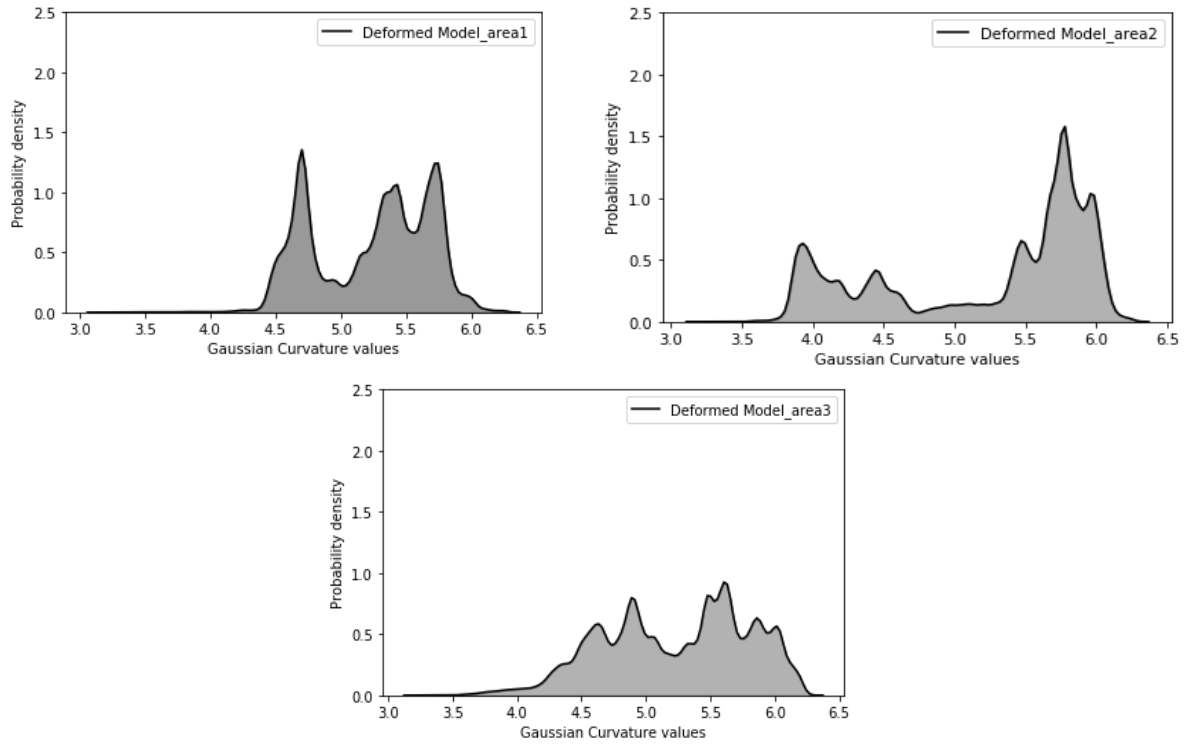 Deformed Model_area1
Probability density
2.5
2.0
1.5
1.0
0.5
0.0
3.0 3.5 4.0 4.5 5.0 5.5 6.0 6.5
Gaussian Curvature values
Deformed Model_area2
Probability density
2.5
2.0
1.5
1.0
0.5
0.0
3.0 3.5 4.0 4.5 5.0 5.5 6.0 6.5
Gaussian Curvature values
Deformed Model_area3
Probability density
2.5
2.0
1.5
1.0
0.5
0.0
3.0 3.5 4.0 4.5 5.0 5.5 6.0 6.5
Gaussian Curvature values